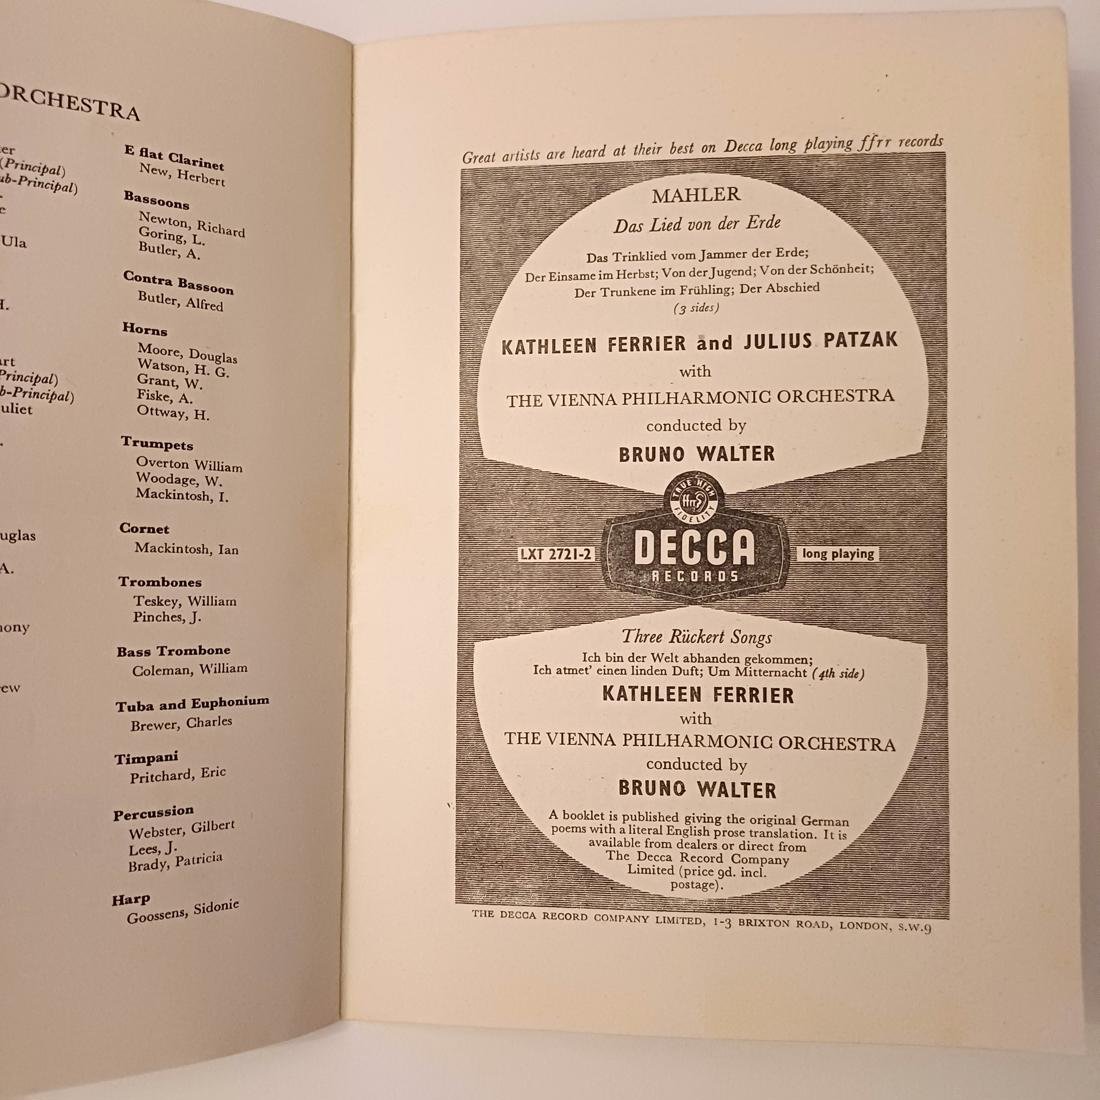 ORCHESTRA
(Principal)
Ula
H.
Principal)
uliet
uglas
A.
E flat Clarinet
New, Herbert
Bassoons
Newton, Richard
Goring, L.
Butler, A.
Contra Bassoon
Butler, Alfred
Horns
Moore, Douglas
Watson, H. G.
Grant, W.
Fiske, A.
Ottway, H.
Trumpets
Overton William
Woodage, W.
Mackintosh, I.
Cornet
Mackintosh, Ian
Trombones
Teskey, William
Pinches, J.
Bass Trombone
Coleman, William
Tuba and Euphonium
Brewer, Charles
Timpani
Pritchard, Eric
Percussion
Webster, Gilbert
Lees, J.
Brady, Patricia
Harp
Goossens, Sidonie
Great artists are heard at their best on Decca long playing ffrr records
MAHLER
Das Lied von der Erde
Das Trinklied vom Jammer der Erde;
Der Einsame im Herbst; Von der Jugend; Von der Schönheit;
Der Trunkene im Frühling; Der Abschied
(3 sides)
KATHLEEN FERRIER and JULIUS PATZAK
with
THE VIENNA PHILHARMONIC ORCHESTRA
conducted by
BRUNO WALTER
TRUE HIGH FIDELITY
ffrr
LXT 2721-2 DECCA long playing
RECORDS
Three Rückert Songs
Ich bin der Welt abhanden gekommen;
Ich atmet' einen linden Duft; Um Mitternacht (4th side)
KATHLEEN FERRIER
with
THE VIENNA PHILHARMONIC ORCHESTRA
conducted by
BRUNO WALTER
A booklet is published giving the original German
poems with a literal English prose translation. It is
available from dealers or direct from
The Decca Record Company
Limited (price 9d. incl.
postage).
THE DECCA RECORD COMPANY LIMITED, 1-3 BRIXTON ROAD, LONDON, S.W.9